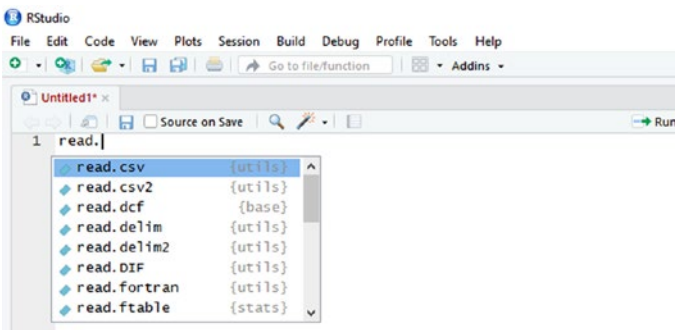 RStudio
File Edit Code View Plots Session Build Debug Profile Tools Help
Go to file/function Addins
Untitled1*
Source on Save Run
1 read.
read.csv {utils}
read.csv2 {utils}
read.dcf {base}
read.delim {utils}
read.delim2 {utils}
read.DIF {utils}
read.fortran {utils}
read.ftable {stats}